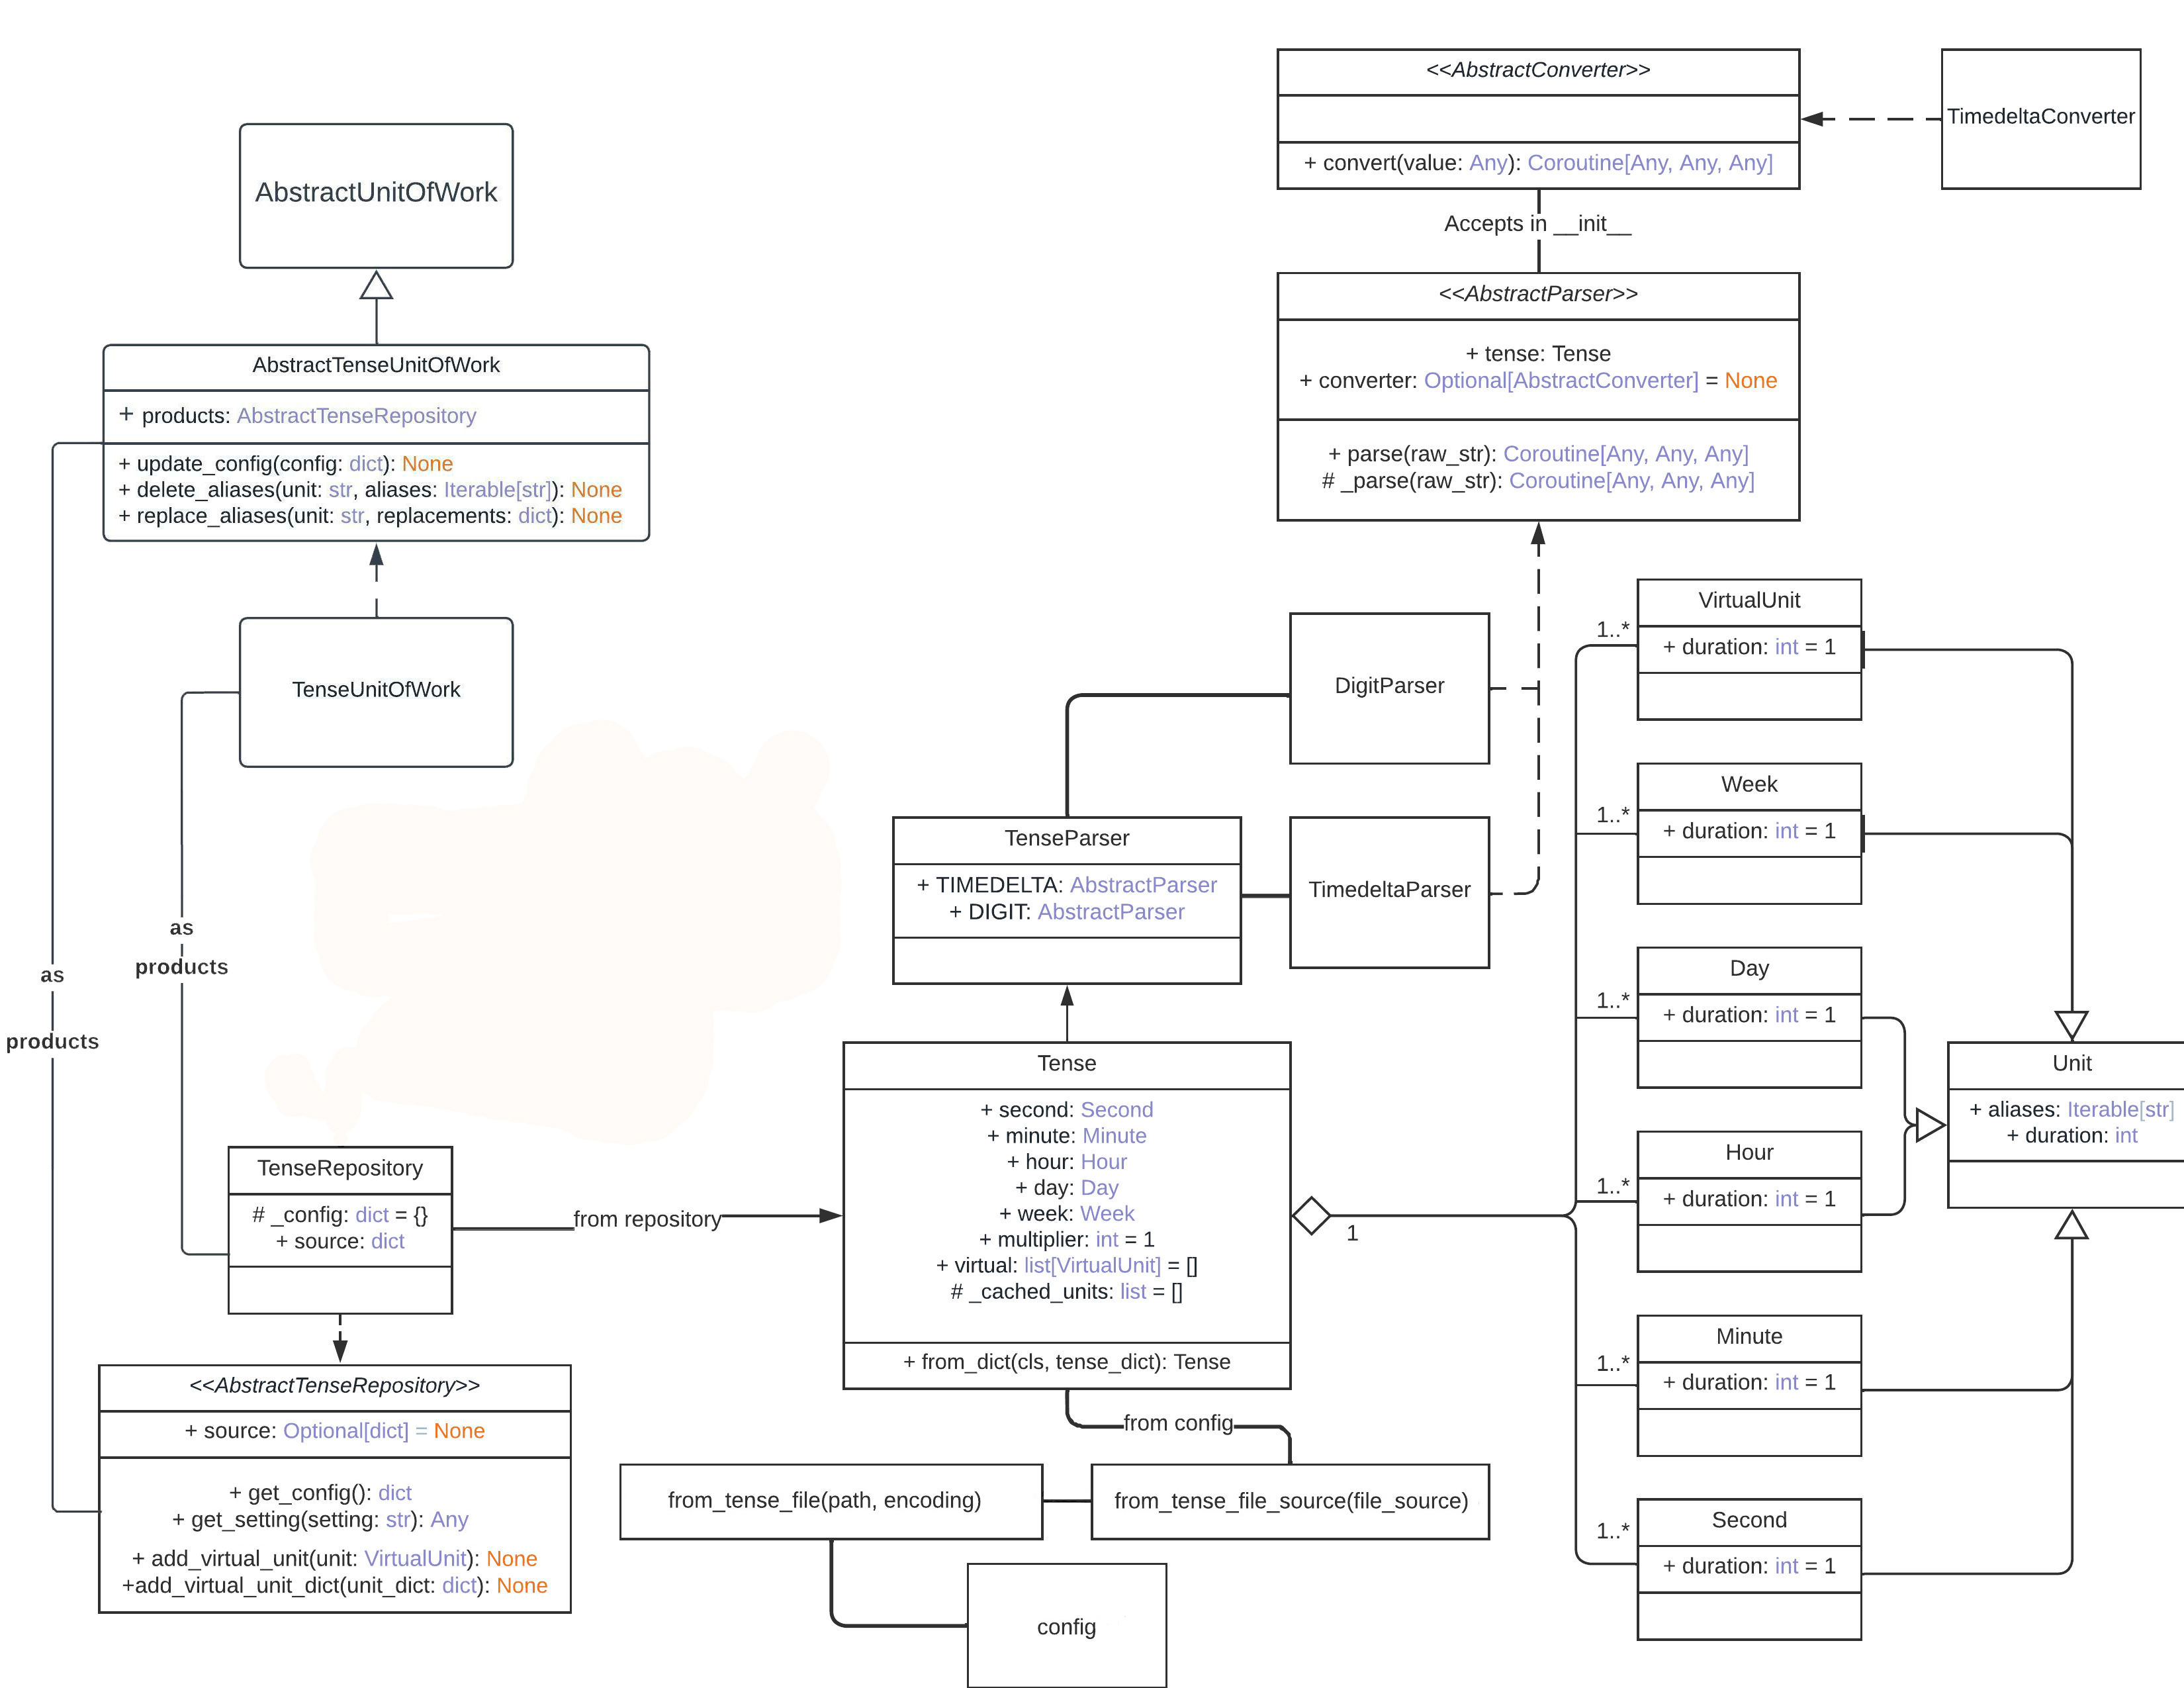 <<AbstractConverter>>
+ convert(value: Any): Coroutine[Any, Any, Any]
TimedeltaConverter
Accepts in __init__
<<AbstractParser>>
+ tense: Tense
+ converter: Optional[AbstractConverter] = None
+ parse(raw_str): Coroutine[Any, Any, Any]
# _parse(raw_str): Coroutine[Any, Any, Any]
AbstractUnitOfWork
AbstractTenseUnitOfWork
+ products: AbstractTenseRepository
+ update_config(config: dict): None
+ delete_aliases(unit: str, aliases: Iterable[str]): None
+ replace_aliases(unit: str, replacements: dict): None
TenseUnitOfWork
as
products
as
products
TenseRepository
# _config: dict = {}
+ source: dict
from repository
<<AbstractTenseRepository>>
+ source: Optional[dict] = None
+ get_config(): dict
+ get_setting(setting: str): Any
+ add_virtual_unit(unit: VirtualUnit): None
+add_virtual_unit_dict(unit_dict: dict): None
DigitParser
TenseParser
+ TIMEDELTA: AbstractParser
+ DIGIT: AbstractParser
TimedeltaParser
Tense
+ second: Second
+ minute: Minute
+ hour: Hour
+ day: Day
+ week: Week
+ multiplier: int = 1
+ virtual: list[VirtualUnit] = []
# _cached_units: list = []
+ from_dict(cls, tense_dict): Tense
1
from config
from_tense_file(path, encoding)
from_tense_file_source(file_source)
config
1..*
VirtualUnit
+ duration: int = 1
1..*
Week
+ duration: int = 1
1..*
Day
+ duration: int = 1
1..*
Hour
+ duration: int = 1
1..*
Minute
+ duration: int = 1
1..*
Second
+ duration: int = 1
Unit
+ aliases: Iterable[str]
+ duration: int